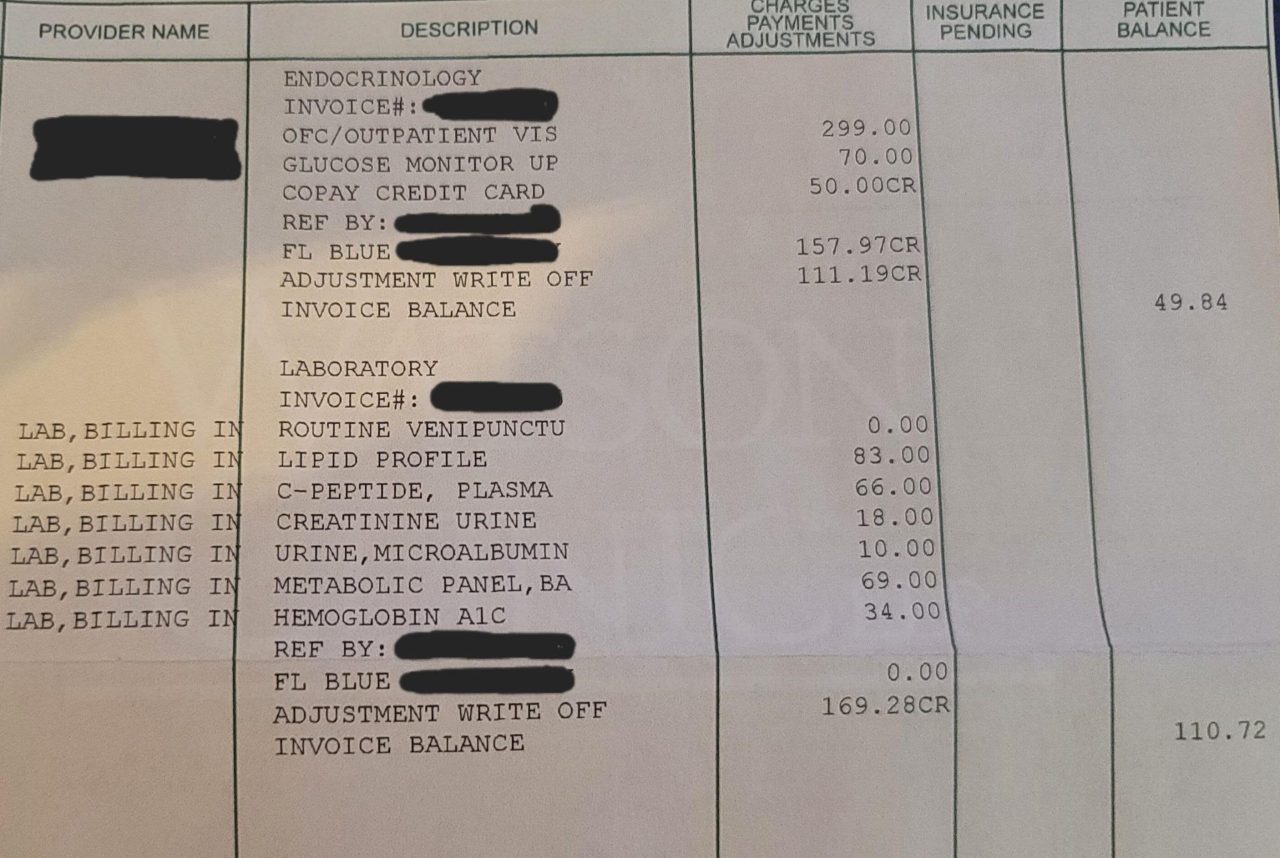 PROVIDER NAME DESCRIPTION CHARGES PAYMENTS ADJUSTMENTS INSURANCE PENDING PATIENT BALANCE
ENDOCRINOLOGY
INVOICE#:
OFC/OUTPATIENT VIS 299.00
GLUCOSE MONITOR UP 70.00
COPAY CREDIT CARD 50.00CR
REF BY:
FL BLUE 157.97CR
ADJUSTMENT WRITE OFF 111.19CR
INVOICE BALANCE 49.84
LABORATORY
INVOICE#:
LAB,BILLING IN ROUTINE VENIPUNCTU 0.00
LAB,BILLING IN LIPID PROFILE 83.00
LAB,BILLING IN C-PEPTIDE, PLASMA 66.00
LAB,BILLING IN CREATININE URINE 18.00
LAB,BILLING IN URINE,MICROALBUMIN 10.00
LAB,BILLING IN METABOLIC PANEL,BA 69.00
LAB,BILLING IN HEMOGLOBIN A1C 34.00
REF BY:
FL BLUE 0.00
ADJUSTMENT WRITE OFF 169.28CR
INVOICE BALANCE 110.72